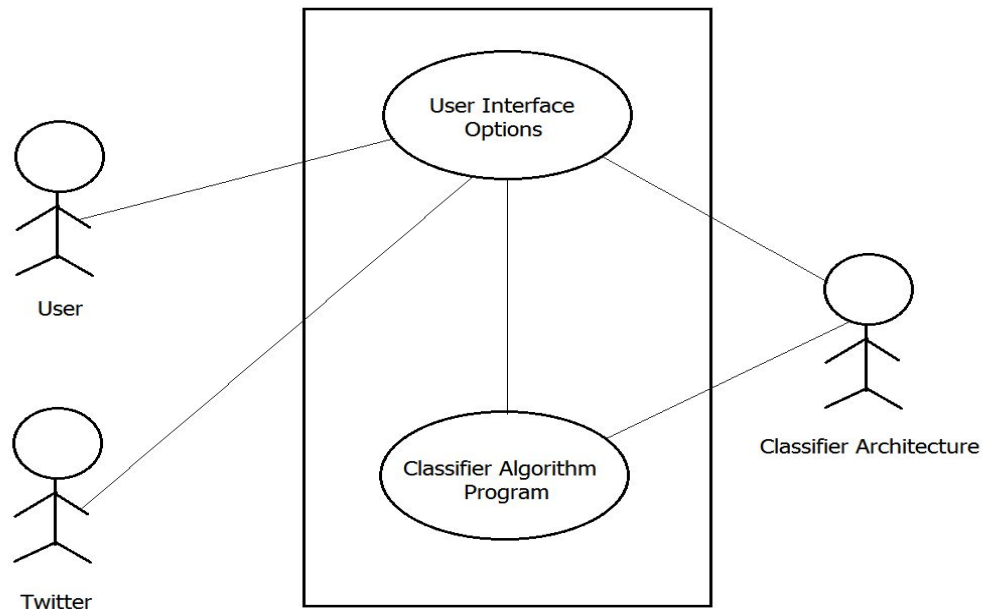 User Interface
Options
User
Classifier Architecture
Classifier Algorithm
Program
Twitter